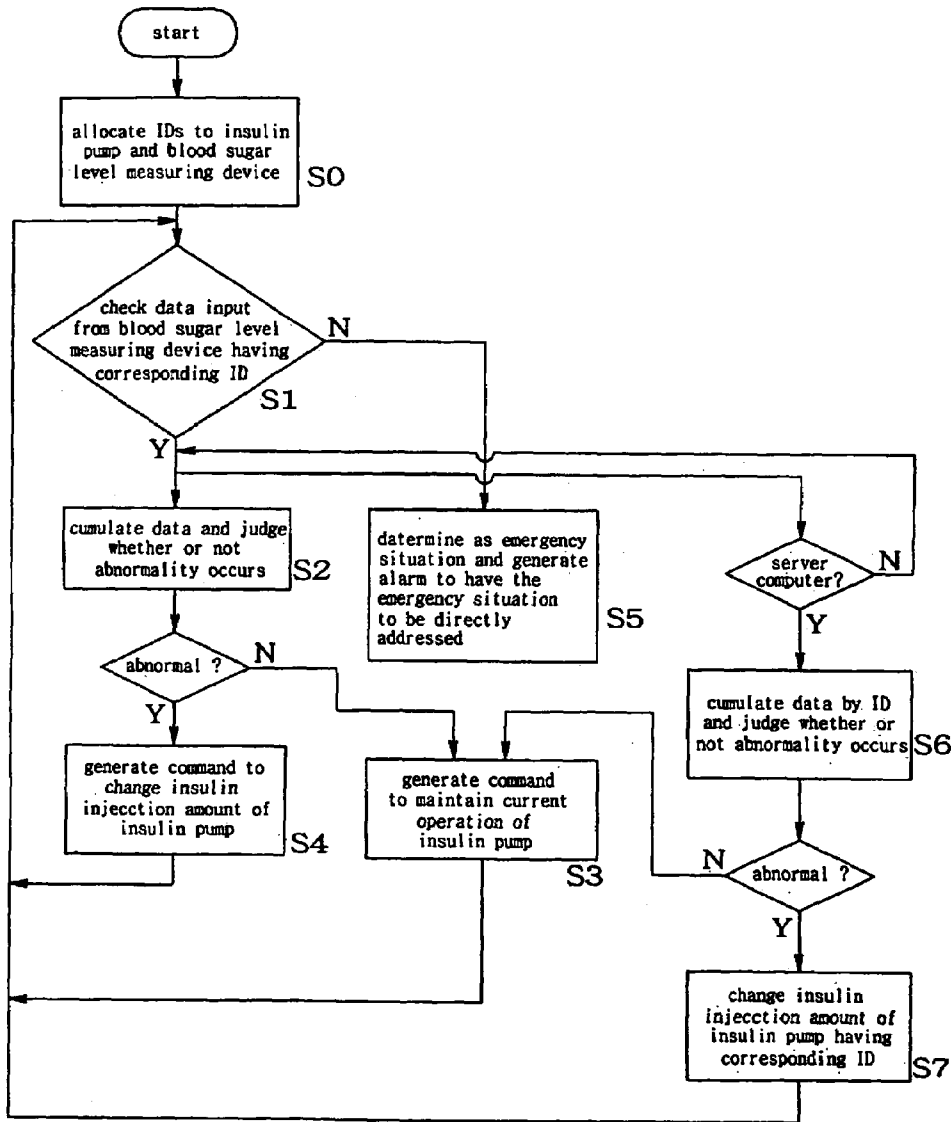 start
allocate IDs to insulin
pump and blood sugar
level measuring device
S0
check data input
from blood sugar level
measuring device having
corresponding ID
N
S1
Y
cumulate data and judge
whether or not
abnormality occurs
S2
determine as emergency
situation and generate
alarm to have the
emergency situation
to be directly
addressed
S5
server
computer?
N
Y
abnormal ?
N
Y
cumulate data by ID
and judge whether or
not abnormality occurs
S6
generate command to
change insulin
injecction amount of
insulin pump
S4
generate command
to maintain current
operation of
insulin pump
S3
N
abnormal ?
Y
change insulin
injecction amount of
insulin pump having
corresponding ID
S7